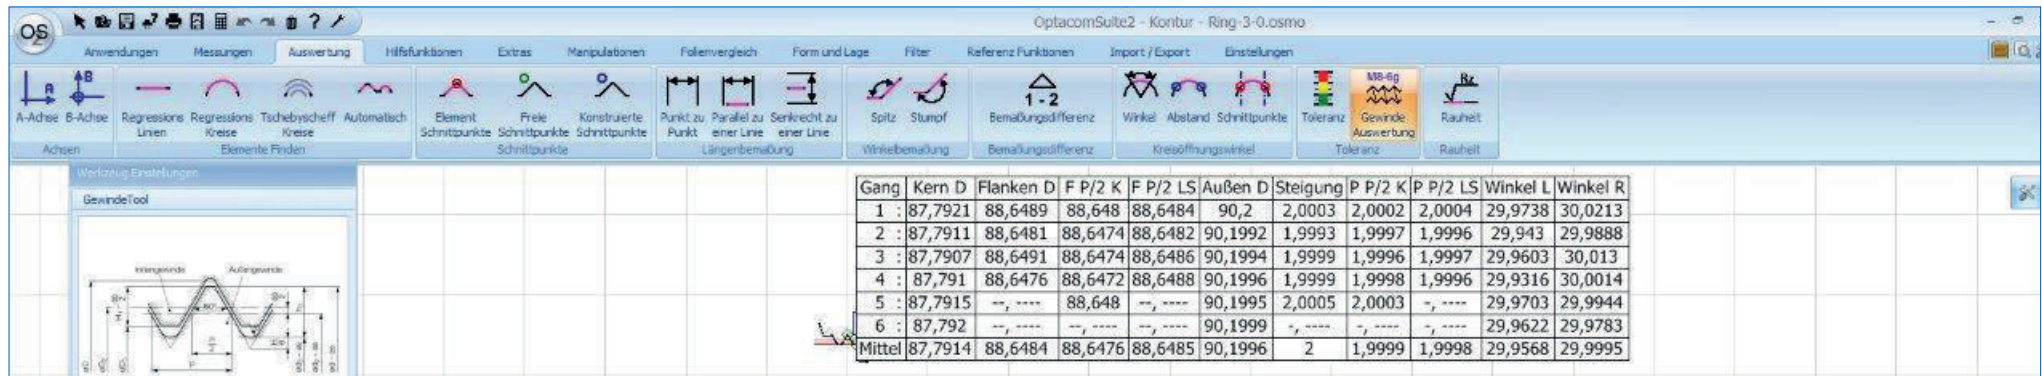 OS 2
OptacomSuite2 - Kontur - Ring-3-0.osmo
Anwendungen Messungen Auswertung Hilfsfunktionen Extras Manipulationen Folienvergleich Form und Lage Filter Referenz Funktionen Import / Export Einstellungen
A B M8-6g Rz
1 - 2
A-Achse B-Achse Regressions Linien Regressions Kreise Tschebyscheff Kreise Automatisch Element Schnittpunkte Freie Schnittpunkte Konstruierte Schnittpunkte Punkt zu Punkt Parallel zu einer Linie Senkrecht zu einer Linie Spitz Stumpf Bemaßungsdifferenz Winkel Abstand Schnittpunkte Toleranz Gewinde Auswertung Rauheit
Achsen Elemente Finden Schnittpunkte Längenbemaßung Winkelbemaßung Bemaßungsdifferenz Kreisöffnungswinkel Toleranz Rauheit
Werkzeug Einstellungen
GewindeTool
Innengewinde Außengewinde
Gang Kern D Flanken D F P/2 K F P/2 LS Außen D Steigung P P/2 K P P/2 LS Winkel L Winkel R
1 : 87,7921 88,6489 88,648 88,6484 90,2 2,0003 2,0002 2,0004 29,9738 30,0213
2 : 87,7911 88,6481 88,6474 88,6482 90,1992 1,9993 1,9997 1,9996 29,943 29,9888
3 : 87,7907 88,6491 88,6474 88,6486 90,1994 1,9999 1,9996 1,9997 29,9603 30,013
4 : 87,791 88,6476 88,6472 88,6488 90,1996 1,9999 1,9998 1,9996 29,9316 30,0014
5 : 87,7915 --, ---- 88,648 --, ---- 90,1995 2,0005 2,0003 -, ---- 29,9703 29,9944
6 : 87,792 --, ---- --, ---- --, ---- 90,1999 -, ---- -, ---- -, ---- 29,9622 29,9783
Mittel 87,7914 88,6484 88,6476 88,6485 90,1996 2 1,9999 1,9998 29,9568 29,9995